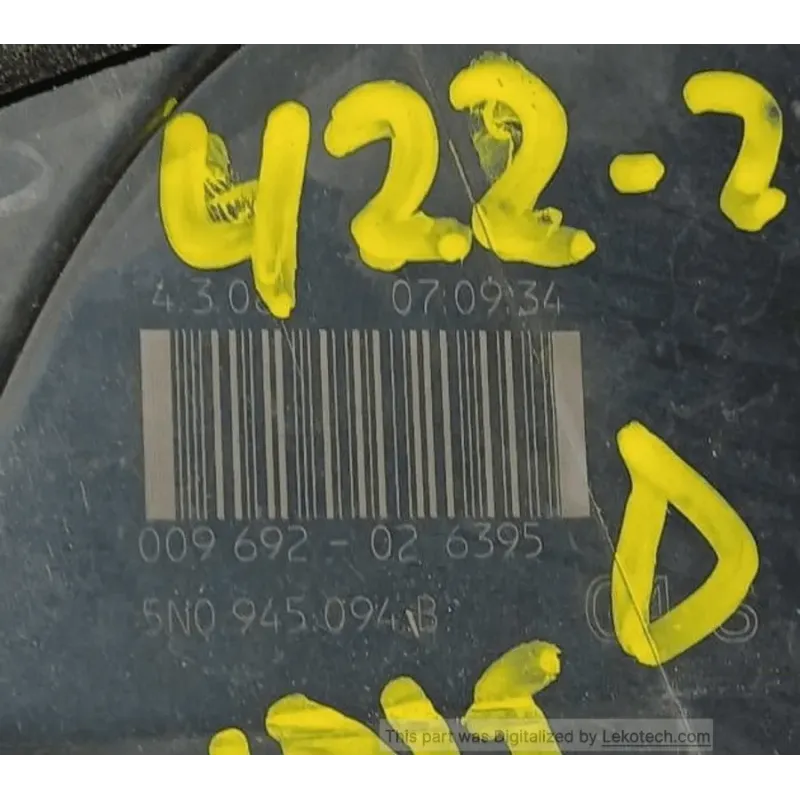 422-2
4.3.08 07:09:34
009 692 - 02 6395
5N0.945.094.B
D
This part was Digitalized by Lekotech.com